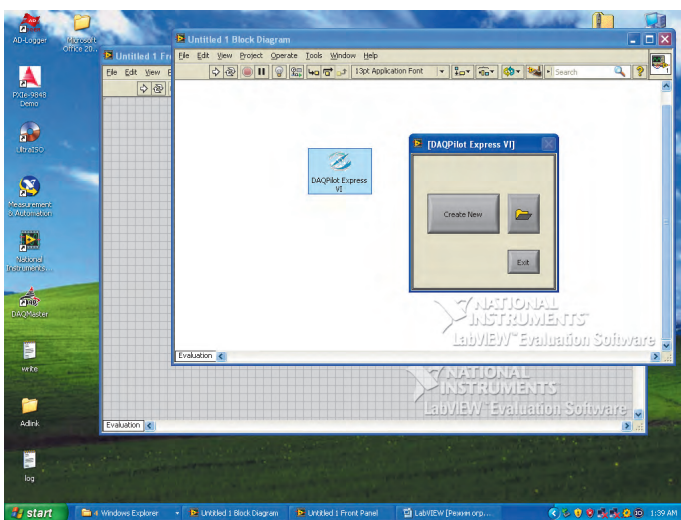 AD-Logger
Microsoft
Office 20...
PXIe-9848
Demo
UltraISO
Measurement
& Automation
National
Instruments...
DAQMaster
write
Adlink
log
Untitled 1 Fr
File Edit View E
Untitled 1 Block Diagram
File Edit View Project Operate Tools Window Help
13pt Application Font
Search
DAQPilot Express
VI
[DAQPilot Express VI]
Create New
Exit
NATIONAL
INSTRUMENTS
LabVIEW™ Evaluation Software
Evaluation
NATIONAL
INSTRUMENTS
LabVIEW™ Evaluation Software
Evaluation
start
4 Windows Explorer
Untitled 1 Block Diagram
Untitled 1 Front Panel
LabVIEW [Режим огр...
1:39 AM